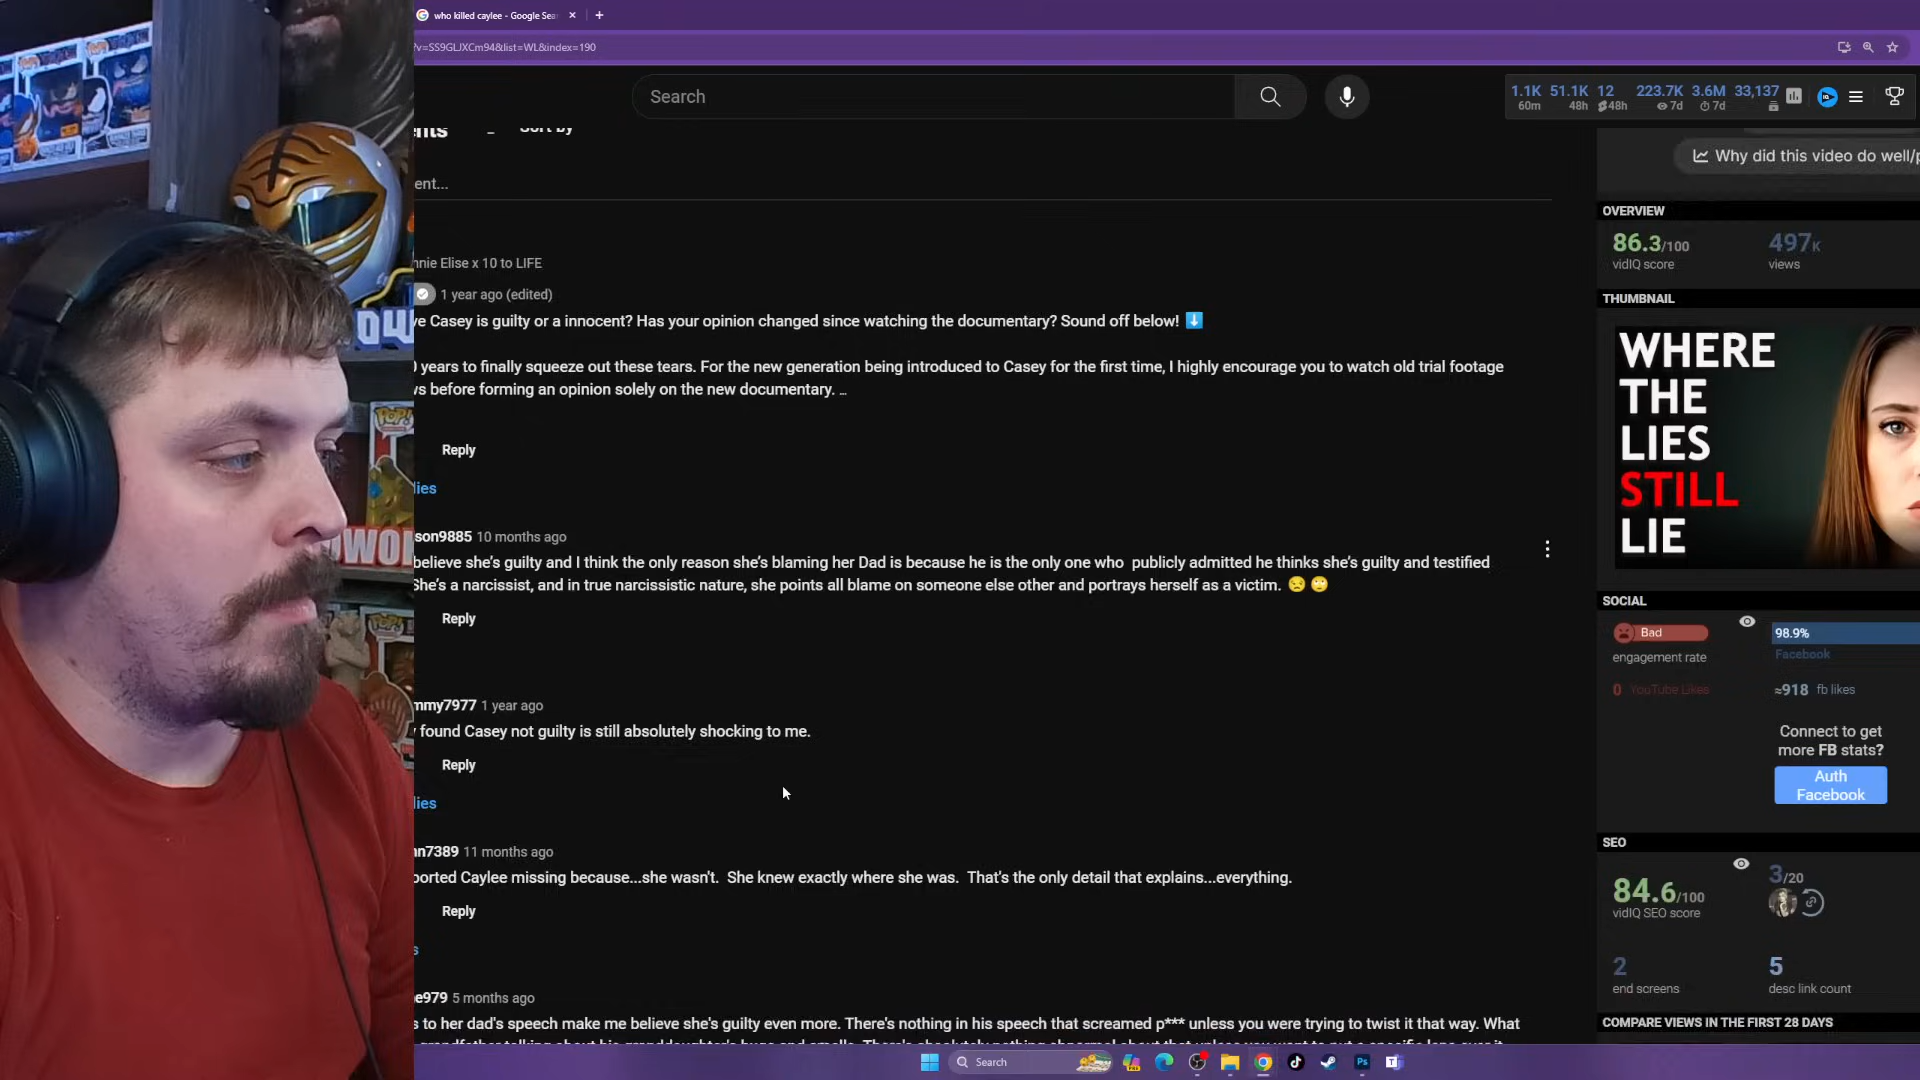 who killed caylee - Google Sea
?v=SS9GLJXCm94&list=WL&index=190
Search
1.1K 51.1K 12 223.7K 3.6M 33,137
60m 48h 48h 7d 7d
Sort by
ent...
Why did this video do well/p
OVERVIEW
86.3/100 497K
vidIQ score views
THUMBNAIL
WHERE
THE
LIES
STILL
LIE
nnie Elise x 10 to LIFE
1 year ago (edited)
ve Casey is guilty or a innocent? Has your opinion changed since watching the documentary? Sound off below!
0 years to finally squeeze out these tears. For the new generation being introduced to Casey for the first time, I highly encourage you to watch old trial footage
ws before forming an opinion solely on the new documentary. ...
Reply
lies
son9885 10 months ago
believe she's guilty and I think the only reason she's blaming her Dad is because he is the only one who publicly admitted he thinks she's guilty and testified
She's a narcissist, and in true narcissistic nature, she points all blame on someone else other and portrays herself as a victim. 😒 🙄
Reply
mmy7977 1 year ago
y found Casey not guilty is still absolutely shocking to me.
Reply
lies
nn7389 11 months ago
ported Caylee missing because...she wasn't. She knew exactly where she was. That's the only detail that explains...everything.
Reply
s
e979 5 months ago
s to her dad's speech make me believe she's guilty even more. There's nothing in his speech that screamed p*** unless you were trying to twist it that way. What
SOCIAL
Bad 98.9%
engagement rate Facebook
0 YouTube Likes ≈918 fb likes
Connect to get
more FB stats?
Auth
Facebook
SEO
84.6/100 3/20
vidIQ SEO score
2 5
end screens desc link count
COMPARE VIEWS IN THE FIRST 28 DAYS
Search
POP!